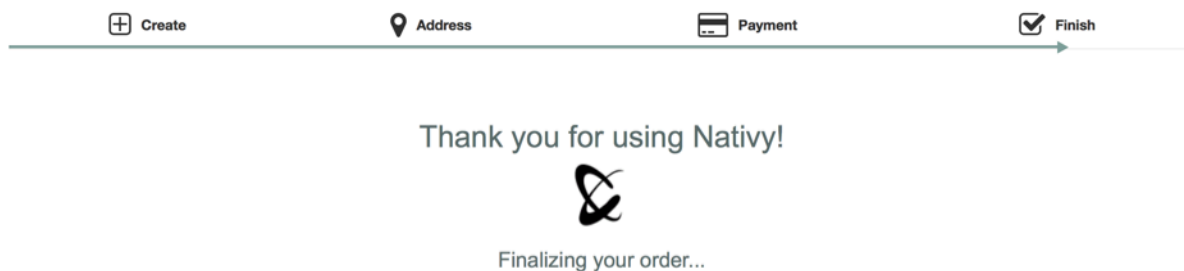 Create Address Payment Finish
Thank you for using Nativy!
Finalizing your order...